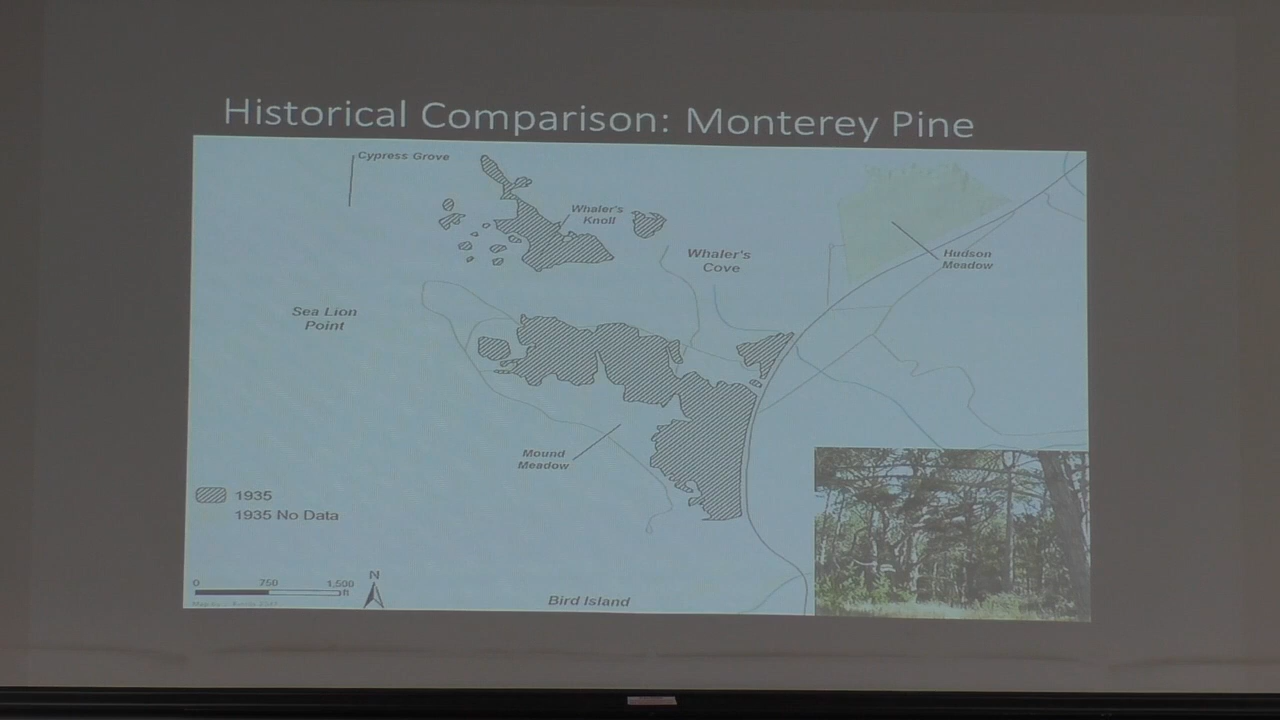 Historical Comparison: Monterey Pine
Cypress Grove
Whaler's
Knoll
Whaler's
Cove
Hudson
Meadow
Sea Lion
Point
Mound
Meadow
1935
1935 No Data
0 750 1,500
ft
N
Bird Island